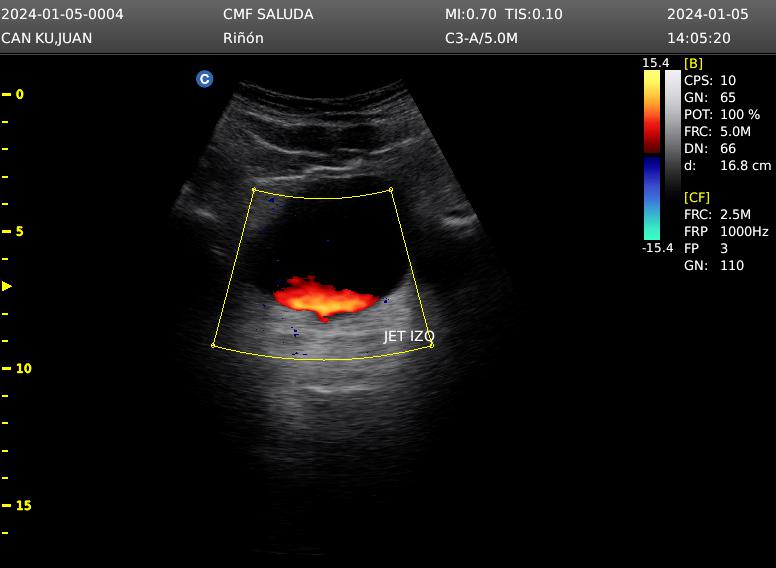 2024-01-05-0004 CMF SALUDA MI:0.70 TIS:0.10 2024-01-05
CAN KU,JUAN Riñón C3-A/5.0M 14:05:20
C
15.4 [B]
CPS: 10
GN: 65
POT: 100 %
FRC: 5.0M
DN: 66
d: 16.8 cm
[CF]
FRC: 2.5M
FRP 1000Hz
-15.4 FP 3
GN: 110
0
5
10
15
JET IZQ